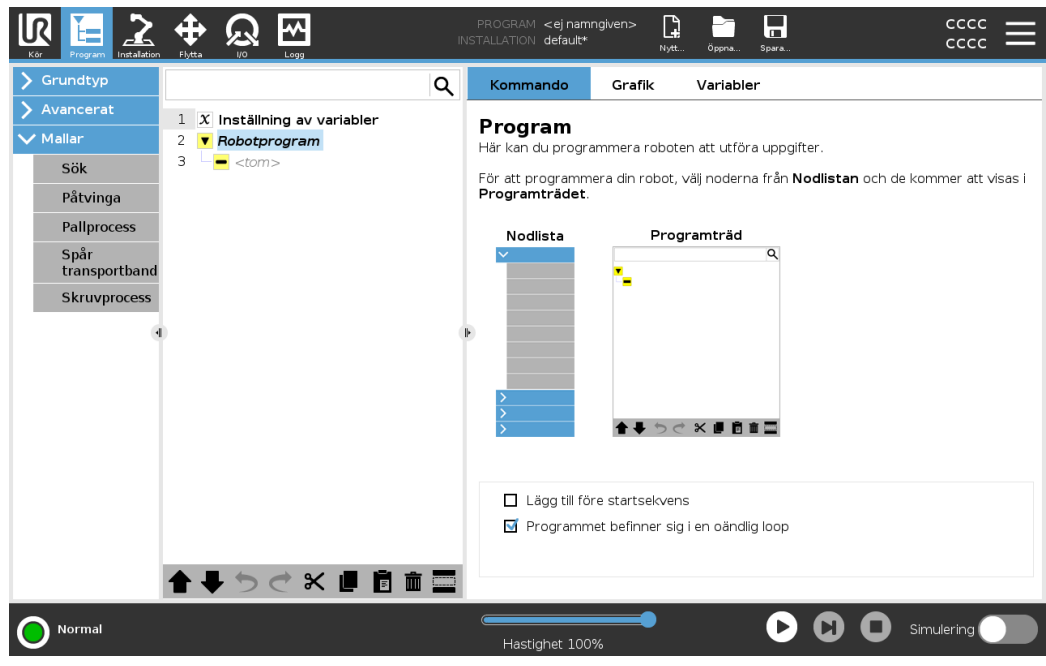 PROGRAM <ej namngiven>
INSTALLATION default*
Kör
Program
Installation
Flytta
I/O
Logg
Nytt...
Öppna...
Spara...
cccc
cccc
Grundtyp
Avancerat
Mallar
Sök
Påtvinga
Pallprocess
Spår
transportband
Skruvprocess
1 x Inställning av variabler
2 Robotprogram
3 <tom>
Kommando
Grafik
Variabler
Program
Här kan du programmera roboten att utföra uppgifter.
För att programmera din robot, välj noderna från Nodlistan och de kommer att visas i
Programträdet.
Nodlista
Programträd
Lägg till före startsekvens
Programmet befinner sig i en oändlig loop
Normal
Hastighet 100%
Simulering